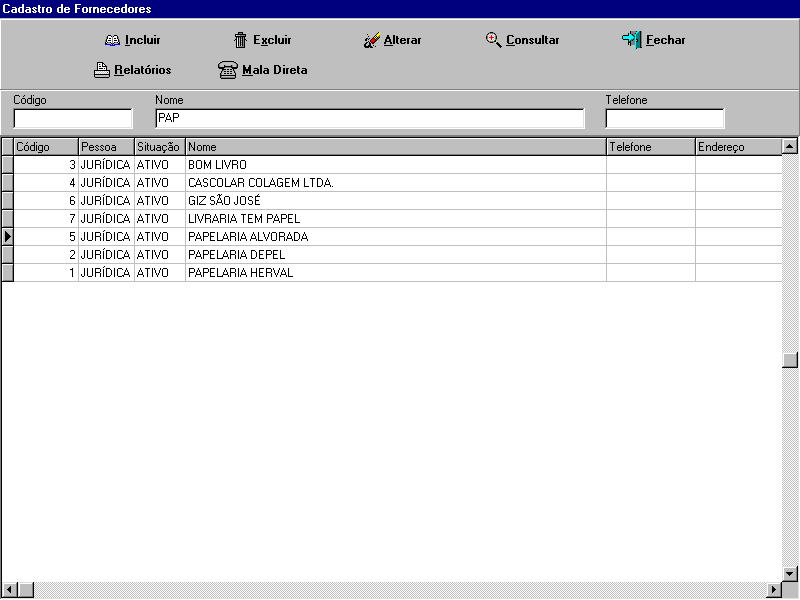 Cadastro de Fornecedores
Incluir Excluir Alterar Consultar Fechar
Relatórios Mala Direta
Código Nome Telefone
PAP
Código Pessoa Situação Nome Telefone Endereço
3 JURÍDICA ATIVO BOM LIVRO
4 JURÍDICA ATIVO CASCOLAR COLAGEM LTDA.
6 JURÍDICA ATIVO GIZ SÃO JOSÉ
7 JURÍDICA ATIVO LIVRARIA TEM PAPEL
5 JURÍDICA ATIVO PAPELARIA ALVORADA
2 JURÍDICA ATIVO PAPELARIA DEPEL
1 JURÍDICA ATIVO PAPELARIA HERVAL